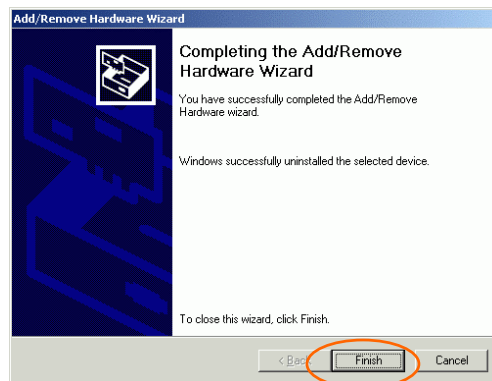 Add/Remove Hardware Wizard
Completing the Add/Remove
Hardware Wizard
You have successfully completed the Add/Remove
Hardware wizard.
Windows successfully uninstalled the selected device.
To close this wizard, click Finish.
< Back
Finish
Cancel